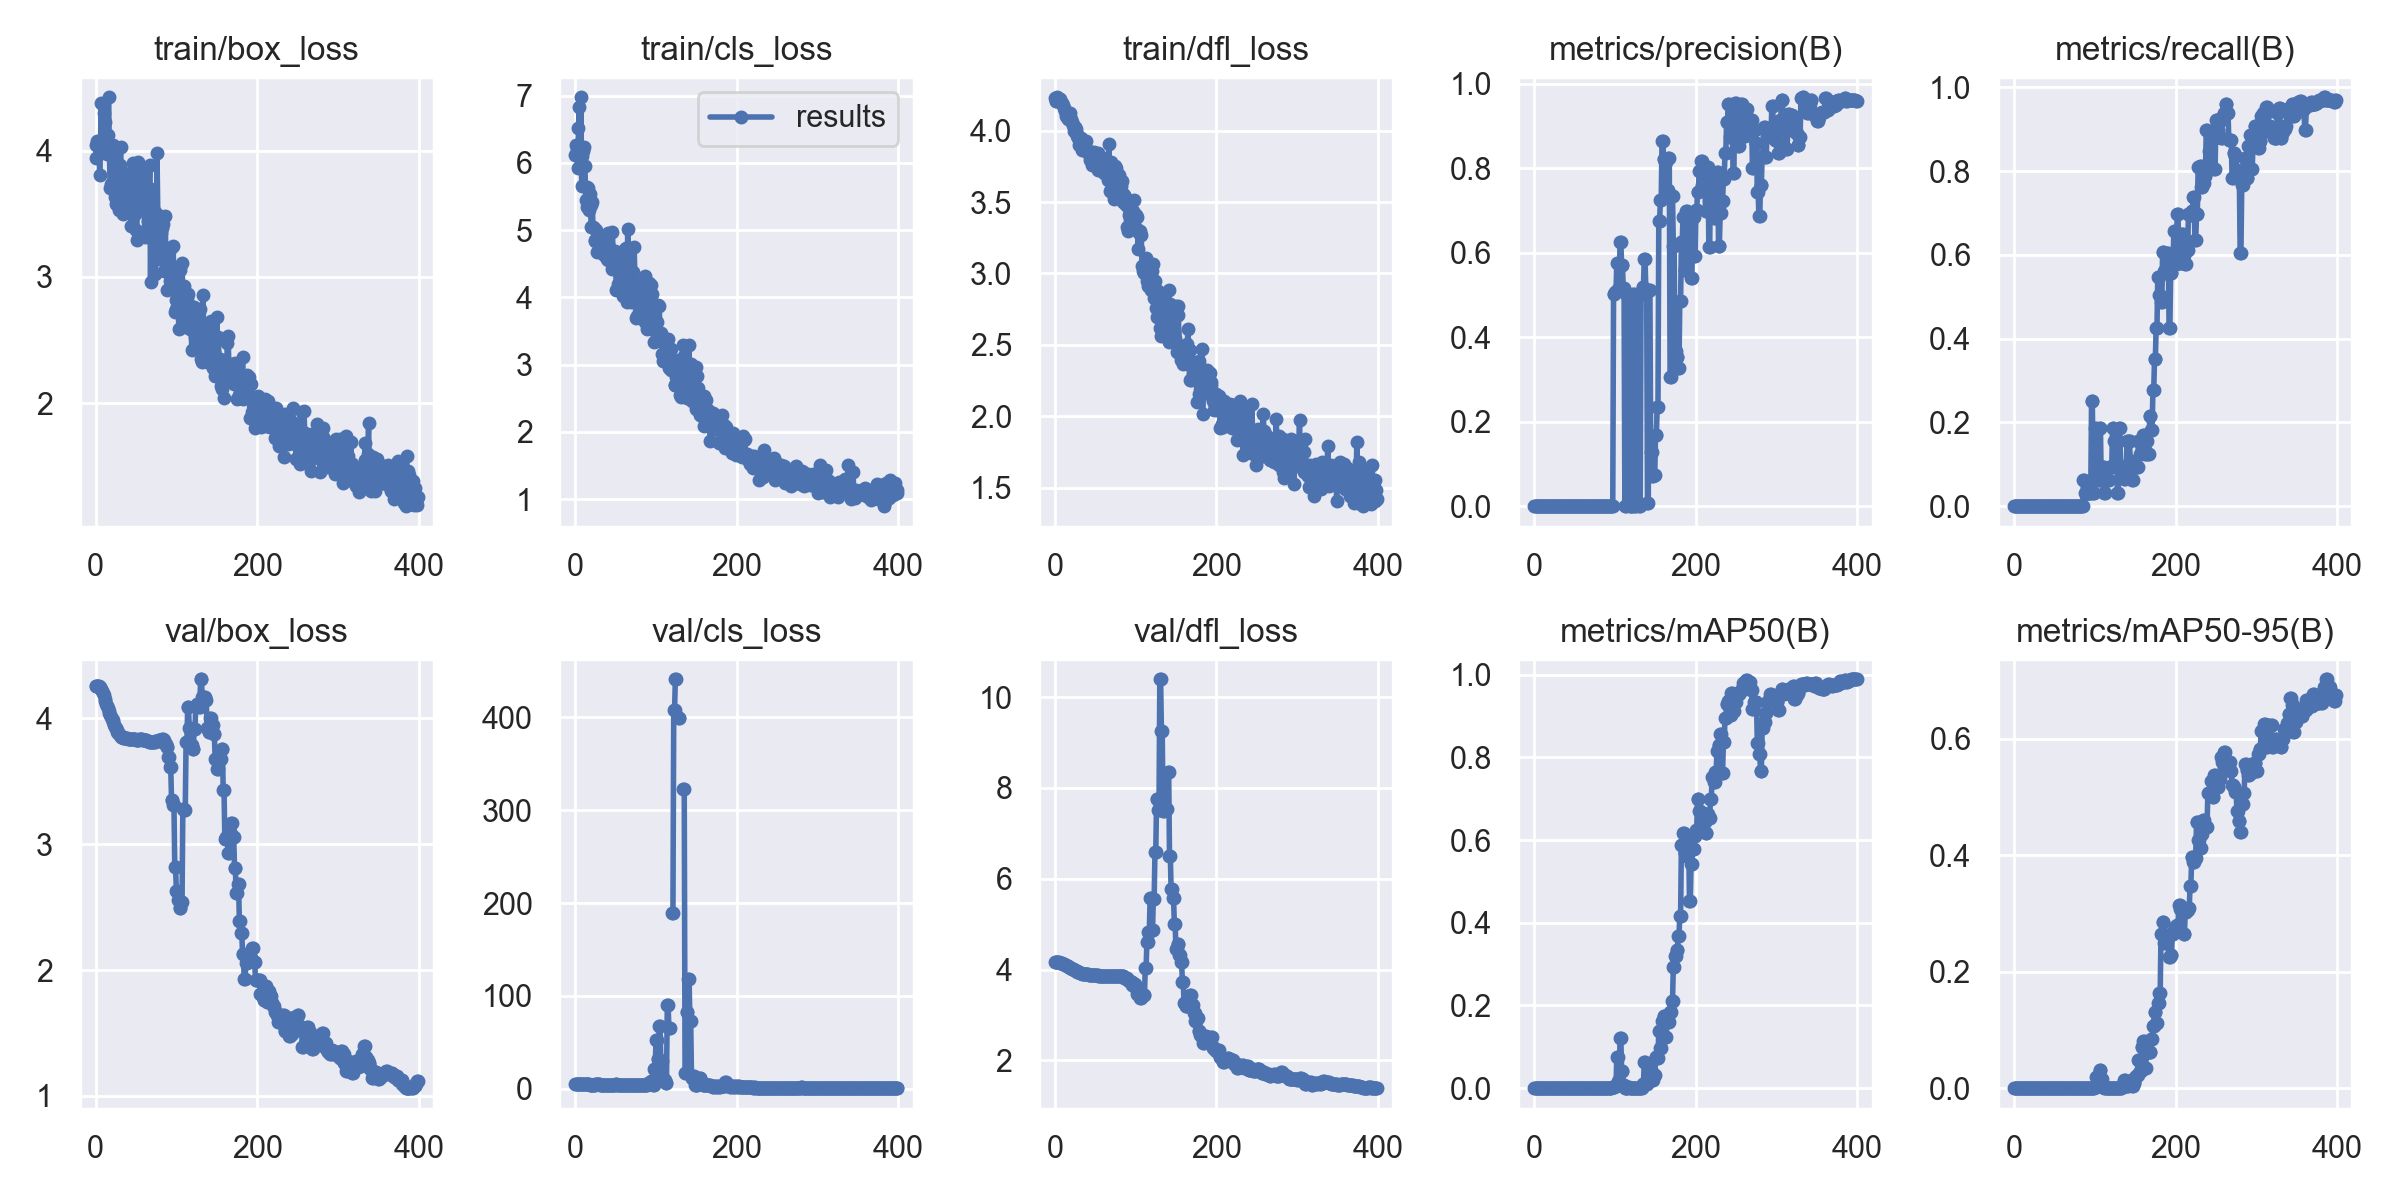 train/box_loss
4
3
2
0 200 400
train/cls_loss
results
7
6
5
4
3
2
1
0 200 400
train/dfl_loss
4.0
3.5
3.0
2.5
2.0
1.5
0 200 400
metrics/precision(B)
1.0
0.8
0.6
0.4
0.2
0.0
0 200 400
metrics/recall(B)
1.0
0.8
0.6
0.4
0.2
0.0
0 200 400
val/box_loss
4
3
2
1
0 200 400
val/cls_loss
400
300
200
100
0
0 200 400
val/dfl_loss
10
8
6
4
2
0 200 400
metrics/mAP50(B)
1.0
0.8
0.6
0.4
0.2
0.0
0 200 400
metrics/mAP50-95(B)
0.6
0.4
0.2
0.0
0 200 400